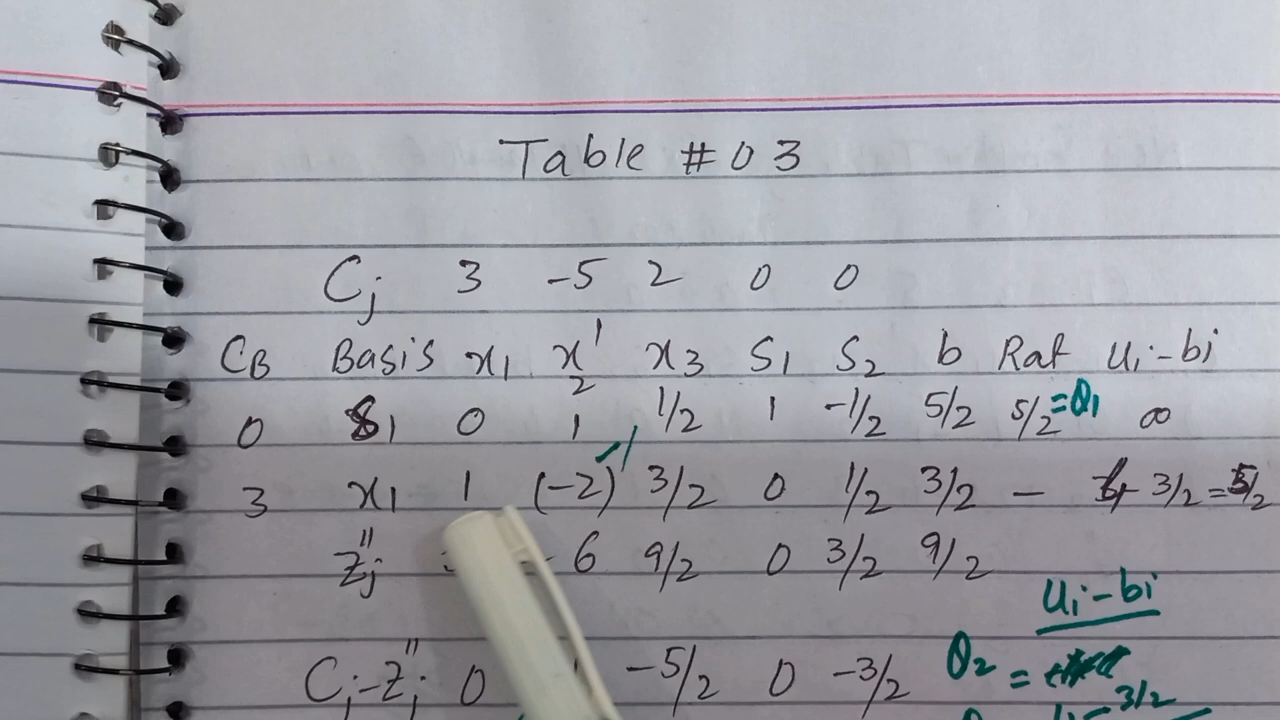 Table # 03
Cj 3 -5 2 0 0
CB Basis x1 x2' x3 S1 S2 b Rat ui-bi
0 S1 0 1 1/2 1 -1/2 5/2 5/2 =θ1 ∞
3 x1 1 (-2) 3/2 0 1/2 3/2 – 4- 3/2 = 5/2
Zj" -6 9/2 0 3/2 9/2
ui-bi
Cj-Zj" 0 -5/2 0 -3/2 θ2 =
3/2